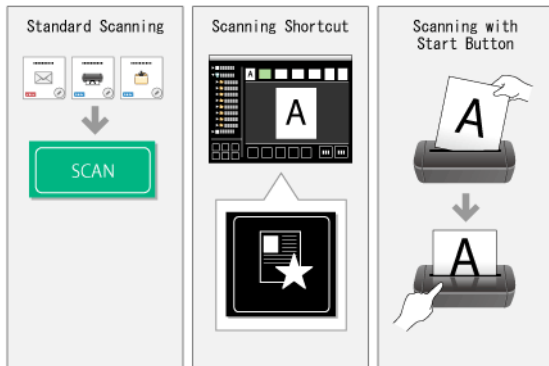 Standard Scanning
SCAN
Scanning Shortcut
A
A
Scanning with
Start Button
A
A